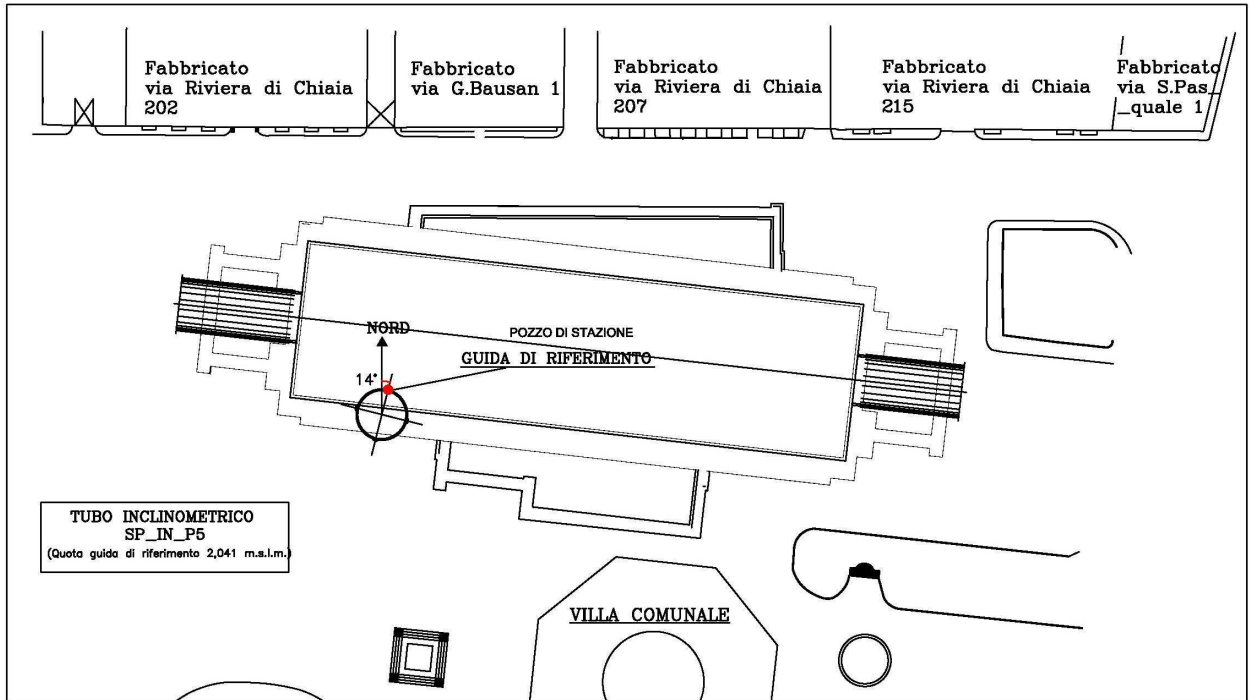 Fabbricato
via Riviera di Chiaia
202
Fabbricato
via G.Bausan 1
Fabbricato
via Riviera di Chiaia
207
Fabbricato
via Riviera di Chiaia
215
Fabbricato
via S.Pas_
_quale 1
NORD
POZZO DI STAZIONE
GUIDA DI RIFERIMENTO
14°
TUBO INCLINOMETRICO
SP_IN_P5
(Quota guida di riferimento 2,041 m.s.l.m.)
VILLA COMUNALE